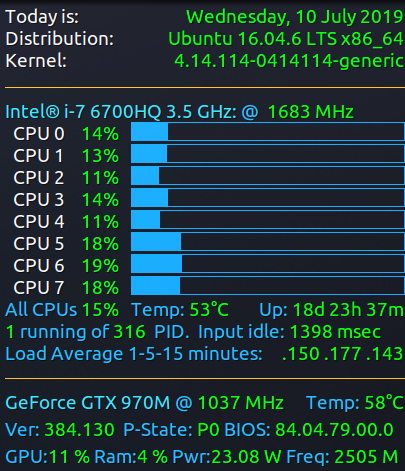 Today is: Wednesday, 10 July 2019
Distribution: Ubuntu 16.04.6 LTS x86_64
Kernel: 4.14.114-0414114-generic
Intel® i-7 6700HQ 3.5 GHz: @ 1683 MHz
CPU 0 14%
CPU 1 13%
CPU 2 11%
CPU 3 14%
CPU 4 11%
CPU 5 18%
CPU 6 19%
CPU 7 18%
All CPUs 15% Temp: 53°C Up: 18d 23h 37m
1 running of 316 PID. Input idle: 1398 msec
Load Average 1-5-15 minutes: .150 .177 .143
GeForce GTX 970M @ 1037 MHz Temp: 58°C
Ver: 384.130 P-State: P0 BIOS: 84.04.79.00.0
GPU:11 % Ram:4 % Pwr:23.08 W Freq: 2505 M